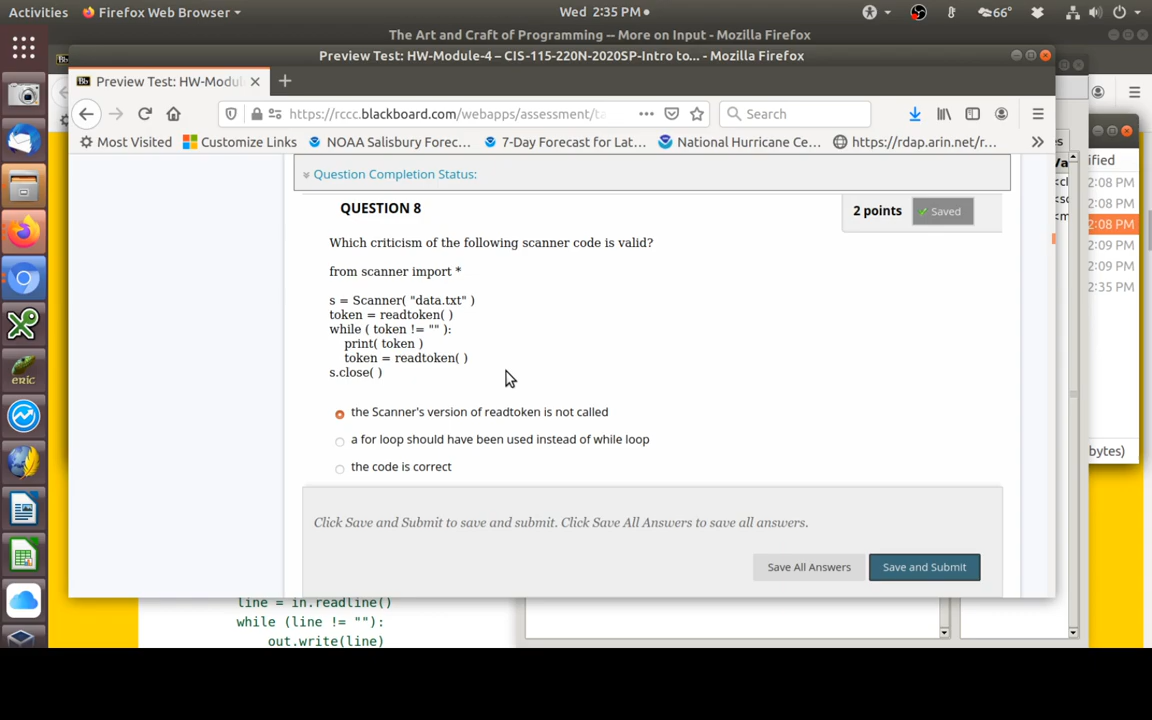 Activities Firefox Web Browser Wed 2:35 PM 66°
The Art and Craft of Programming -- More on Input - Mozilla Firefox
Preview Test: HW-Module-4 – CIS-115-220N-2020SP-Intro to... - Mozilla Firefox
Preview Test: HW-Modul
https://rccc.blackboard.com/webapps/assessment/ta Search
Most Visited Customize Links NOAA Salisbury Forec... 7-Day Forecast for Lat... National Hurricane Ce... https://rdap.arin.net/r...
Question Completion Status:
QUESTION 8
2 points Saved
Which criticism of the following scanner code is valid?
from scanner import *
s = Scanner( "data.txt" )
token = readtoken( )
while ( token != "" ):
print( token )
token = readtoken( )
s.close( )
the Scanner's version of readtoken is not called
a for loop should have been used instead of while loop
the code is correct
Click Save and Submit to save and submit. Click Save All Answers to save all answers.
Save All Answers Save and Submit
line = in.readline()
while (line != ""):
out.write(line)
ified
2:08 PM
2:08 PM
2:08 PM
2:09 PM
2:09 PM
2:35 PM
bytes)
eric